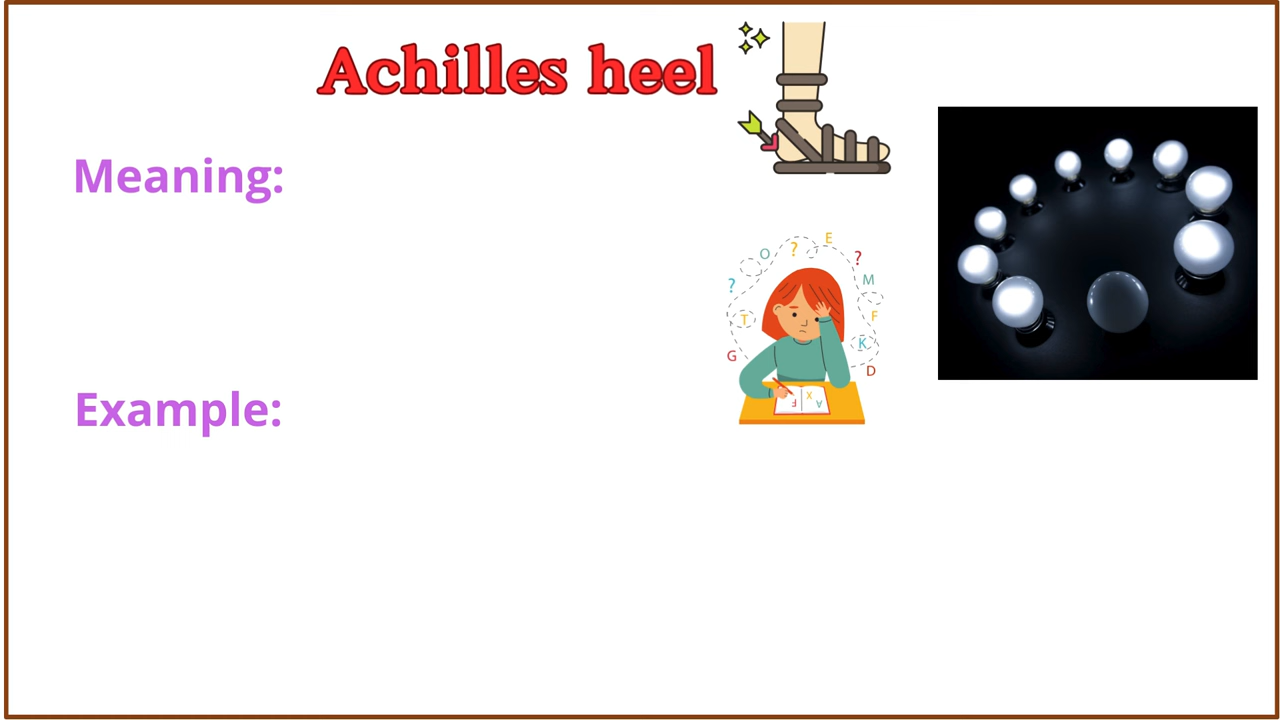 Achilles heel
Meaning:
E
O ? ?
? M
T F
G K
D
F X A
Example: